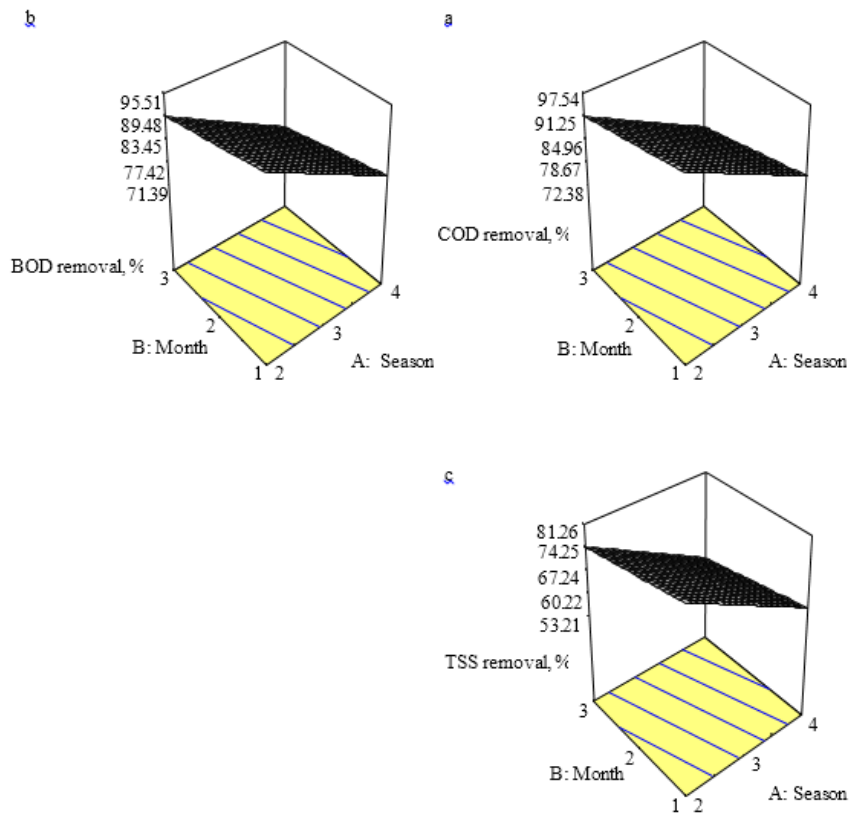 b
95.51
89.48
83.45
77.42
71.39
BOD removal, %
3
2
1
B: Month
2
3
4
A: Season
a
97.54
91.25
84.96
78.67
72.38
COD removal, %
3
2
1
B: Month
2
3
4
A: Season
c
81.26
74.25
67.24
60.22
53.21
TSS removal, %
3
2
1
B: Month
2
3
4
A: Season